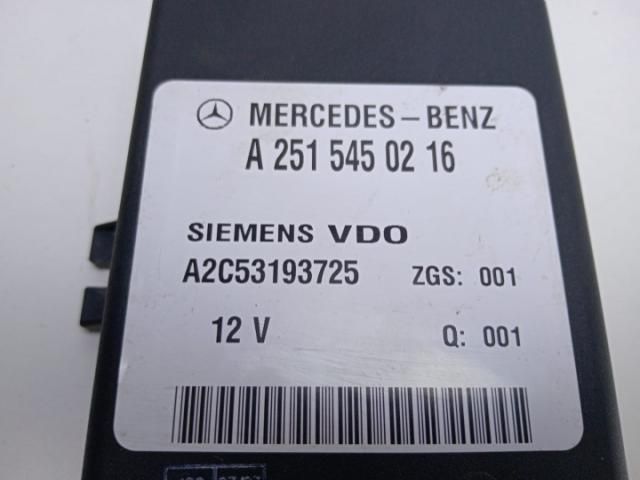 MERCEDES-BENZ
A 251 545 02 16
SIEMENS VDO
A2C53193725 ZGS: 001
12 V Q: 001